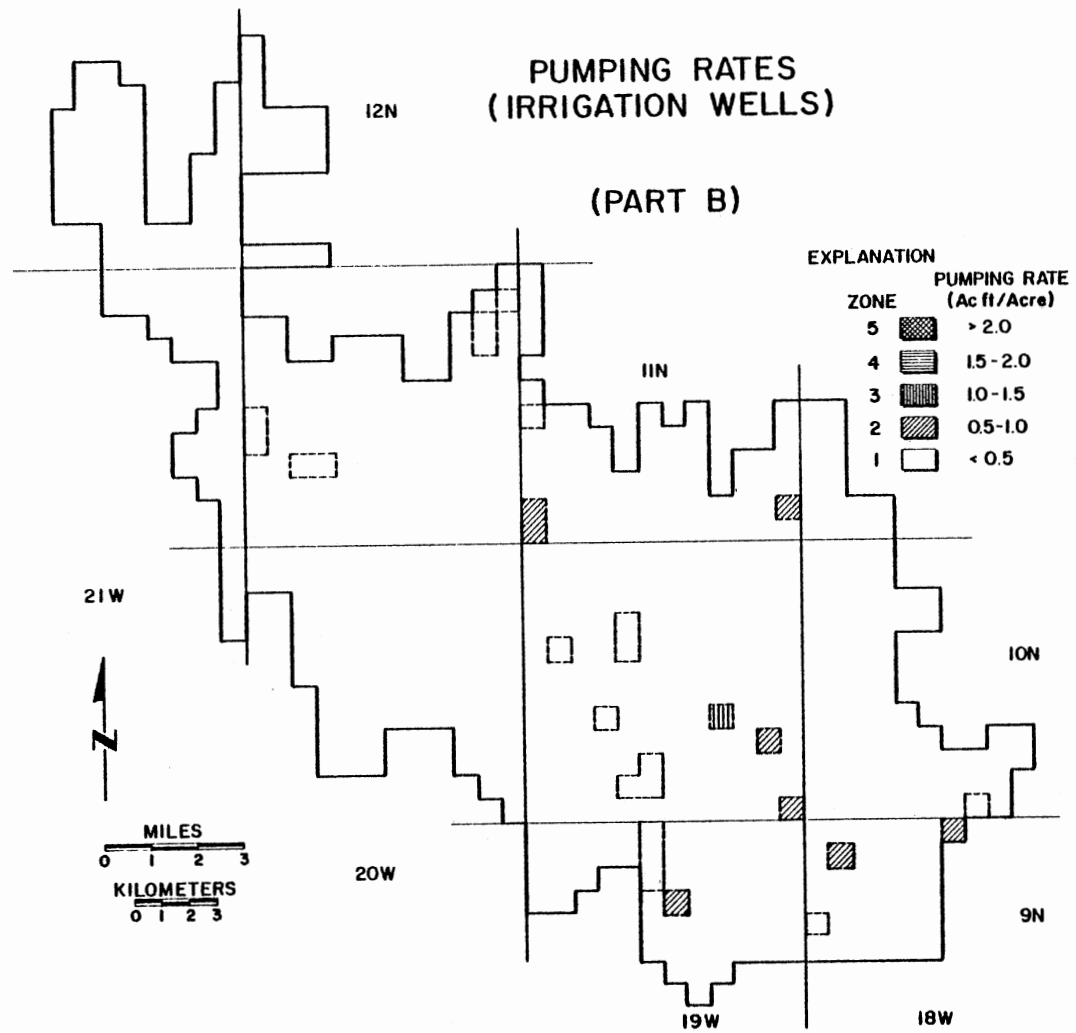 PUMPING RATES
(IRRIGATION WELLS)
12N
(PART B)
EXPLANATION
PUMPING RATE
ZONE (Ac ft/Acre)
5 > 2.0
4 1.5-2.0
3 1.0-1.5
2 0.5-1.0
1 < 0.5
11N
21W
10N
N
MILES
0 1 2 3
KILOMETERS
0 1 2 3
20W
9N
19W
18W